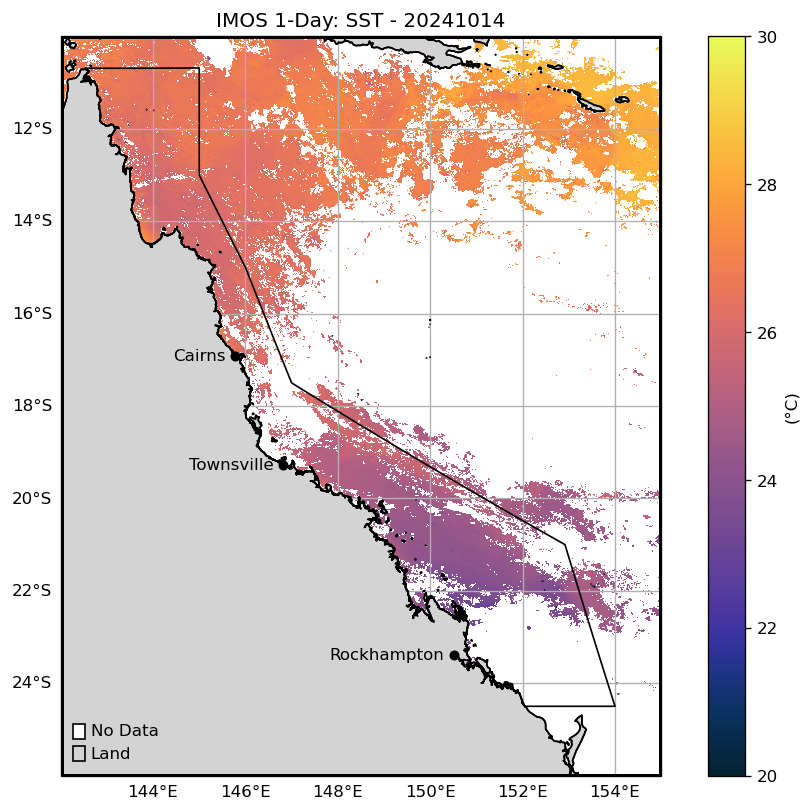 IMOS 1-Day: SST - 20241014
30
12°S
28
14°S
16°S
26
Cairns
18°S
(°C)
Townsville
24
20°S
22°S
22
Rockhampton
24°S
No Data
Land
20
144°E 146°E 148°E 150°E 152°E 154°E